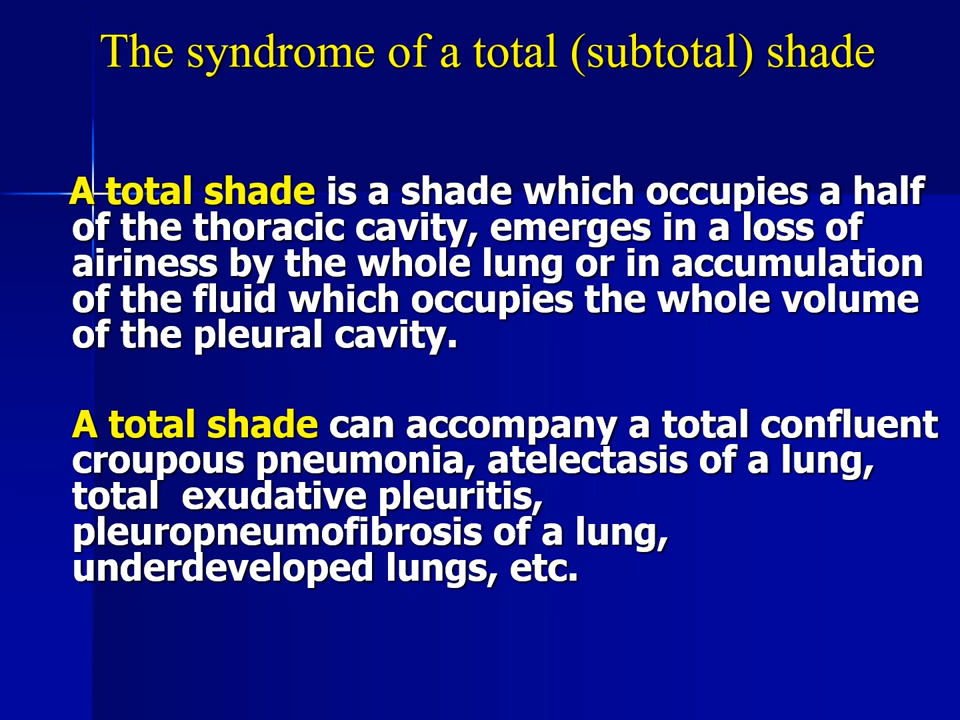 The syndrome of a total (subtotal) shade
A total shade is a shade which occupies a half
of the thoracic cavity, emerges in a loss of
airiness by the whole lung or in accumulation
of the fluid which occupies the whole volume
of the pleural cavity.
A total shade can accompany a total confluent
croupous pneumonia, atelectasis of a lung,
total exudative pleuritis,
pleuropneumofibrosis of a lung,
underdeveloped lungs, etc.